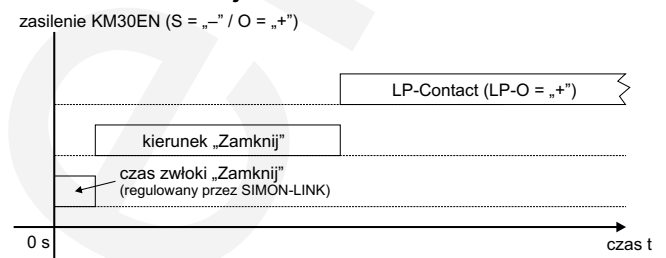 zasilenie KM30EN (S = „–” / O = „+”)
LP-Contact (LP-O = „+”)
kierunek „Zamknij”
czas zwłoki „Zamknij”
(regulowany przez SIMON-LINK)
0 s
czas t